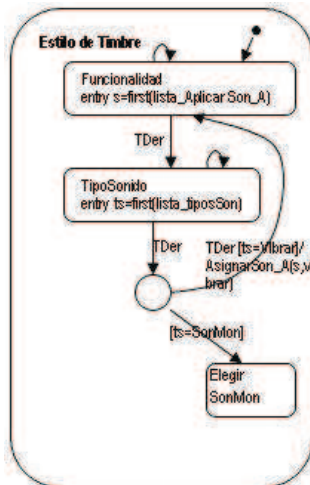 Estilo de Timbre
Funcionalidad
entry s=first(lista_AplicarSon_A)
TDer
TipoSonido
entry ts=first(lista_tiposSon)
TDer
TDer [ts=Vibrar]/
AsignarSon_A(s,v
brar)
[ts=SonMon]
Elegir
SonMon